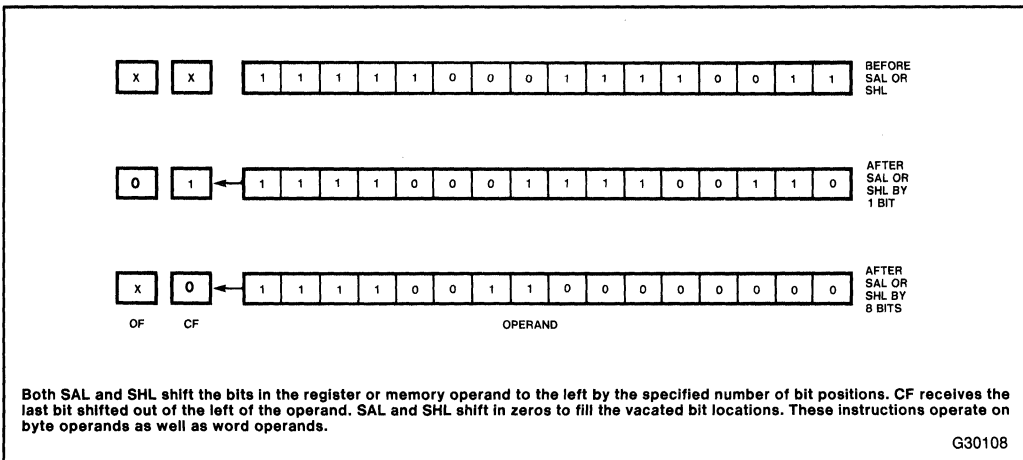 X X 1 1 1 1 1 0 0 0 1 1 1 1 0 0 1 1 BEFORE
SAL OR
SHL
0 1 1 1 1 1 0 0 0 1 1 1 1 0 0 1 1 0 AFTER
SAL OR
SHL BY
1 BIT
X 0 1 1 1 1 0 0 1 1 0 0 0 0 0 0 0 0 AFTER
SAL OR
SHL BY
8 BITS
OF CF OPERAND
Both SAL and SHL shift the bits in the register or memory operand to the left by the specified number of bit positions. CF receives the
last bit shifted out of the left of the operand. SAL and SHL shift in zeros to fill the vacated bit locations. These instructions operate on
byte operands as well as word operands.
G30108